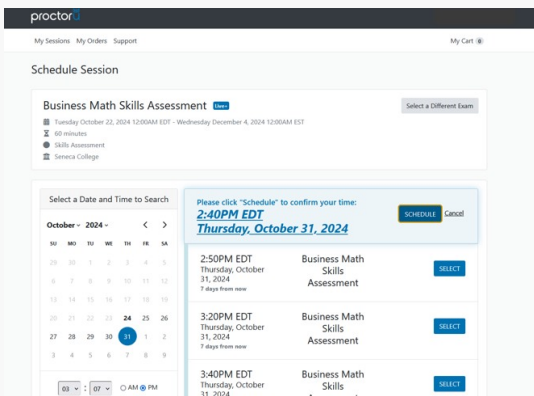 proctorU
My Sessions My Orders Support My Cart 0
Schedule Session
Business Math Skills Assessment Live+
Select a Different Exam
Tuesday October 22, 2024 12:00AM EDT - Wednesday December 4, 2024 12:00AM EST
60 minutes
Skills Assessment
Seneca College
Select a Date and Time to Search
October 2024 < >
SU MO TU WE TH FR SA
29 30 1 2 3 4 5
6 7 8 9 10 11 12
13 14 15 16 17 18 19
20 21 22 23 24 25 26
27 28 29 30 31 1 2
3 4 5 6 7 8 9
03 : 07 AM PM
Please click "Schedule" to confirm your time:
2:40PM EDT
Thursday, October 31, 2024
SCHEDULE Cancel
2:50PM EDT
Thursday, October
31, 2024
7 days from now
Business Math
Skills
Assessment
SELECT
3:20PM EDT
Thursday, October
31, 2024
7 days from now
Business Math
Skills
Assessment
SELECT
3:40PM EDT
Thursday, October
31, 2024
Business Math
Skills
SELECT